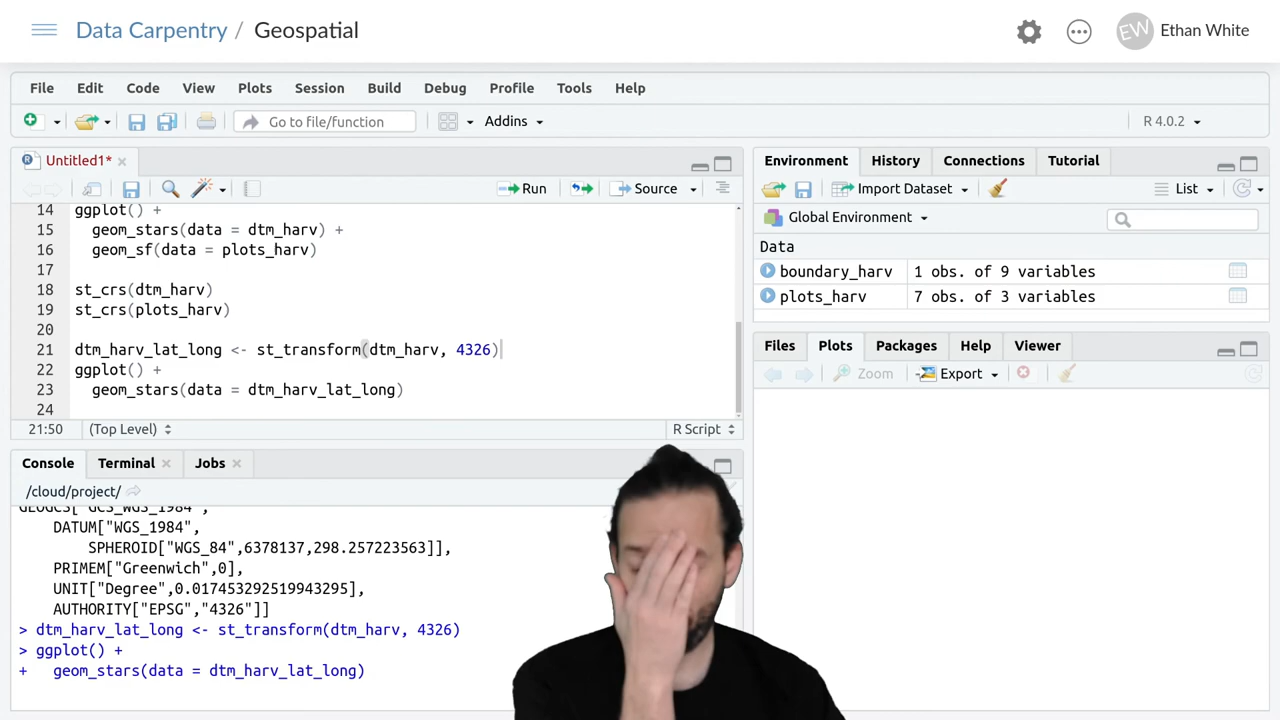 Data Carpentry / Geospatial
EW Ethan White
File Edit Code View Plots Session Build Debug Profile Tools Help
Go to file/function Addins R 4.0.2
Untitled1*
Run Source
14 ggplot() +
15 geom_stars(data = dtm_harv) +
16 geom_sf(data = plots_harv)
17
18 st_crs(dtm_harv)
19 st_crs(plots_harv)
20
21 dtm_harv_lat_long <- st_transform(dtm_harv, 4326)
22 ggplot() +
23 geom_stars(data = dtm_harv_lat_long)
24
21:50 (Top Level) R Script
Console Terminal Jobs
/cloud/project/
GEOGCS["GCS_WGS_1984",
DATUM["WGS_1984",
SPHEROID["WGS_84",6378137,298.257223563]],
PRIMEM["Greenwich",0],
UNIT["Degree",0.017453292519943295],
AUTHORITY["EPSG","4326"]]
> dtm_harv_lat_long <- st_transform(dtm_harv, 4326)
> ggplot() +
+ geom_stars(data = dtm_harv_lat_long)
Environment History Connections Tutorial
Import Dataset List
Global Environment
Data
boundary_harv 1 obs. of 9 variables
plots_harv 7 obs. of 3 variables
Files Plots Packages Help Viewer
Zoom Export